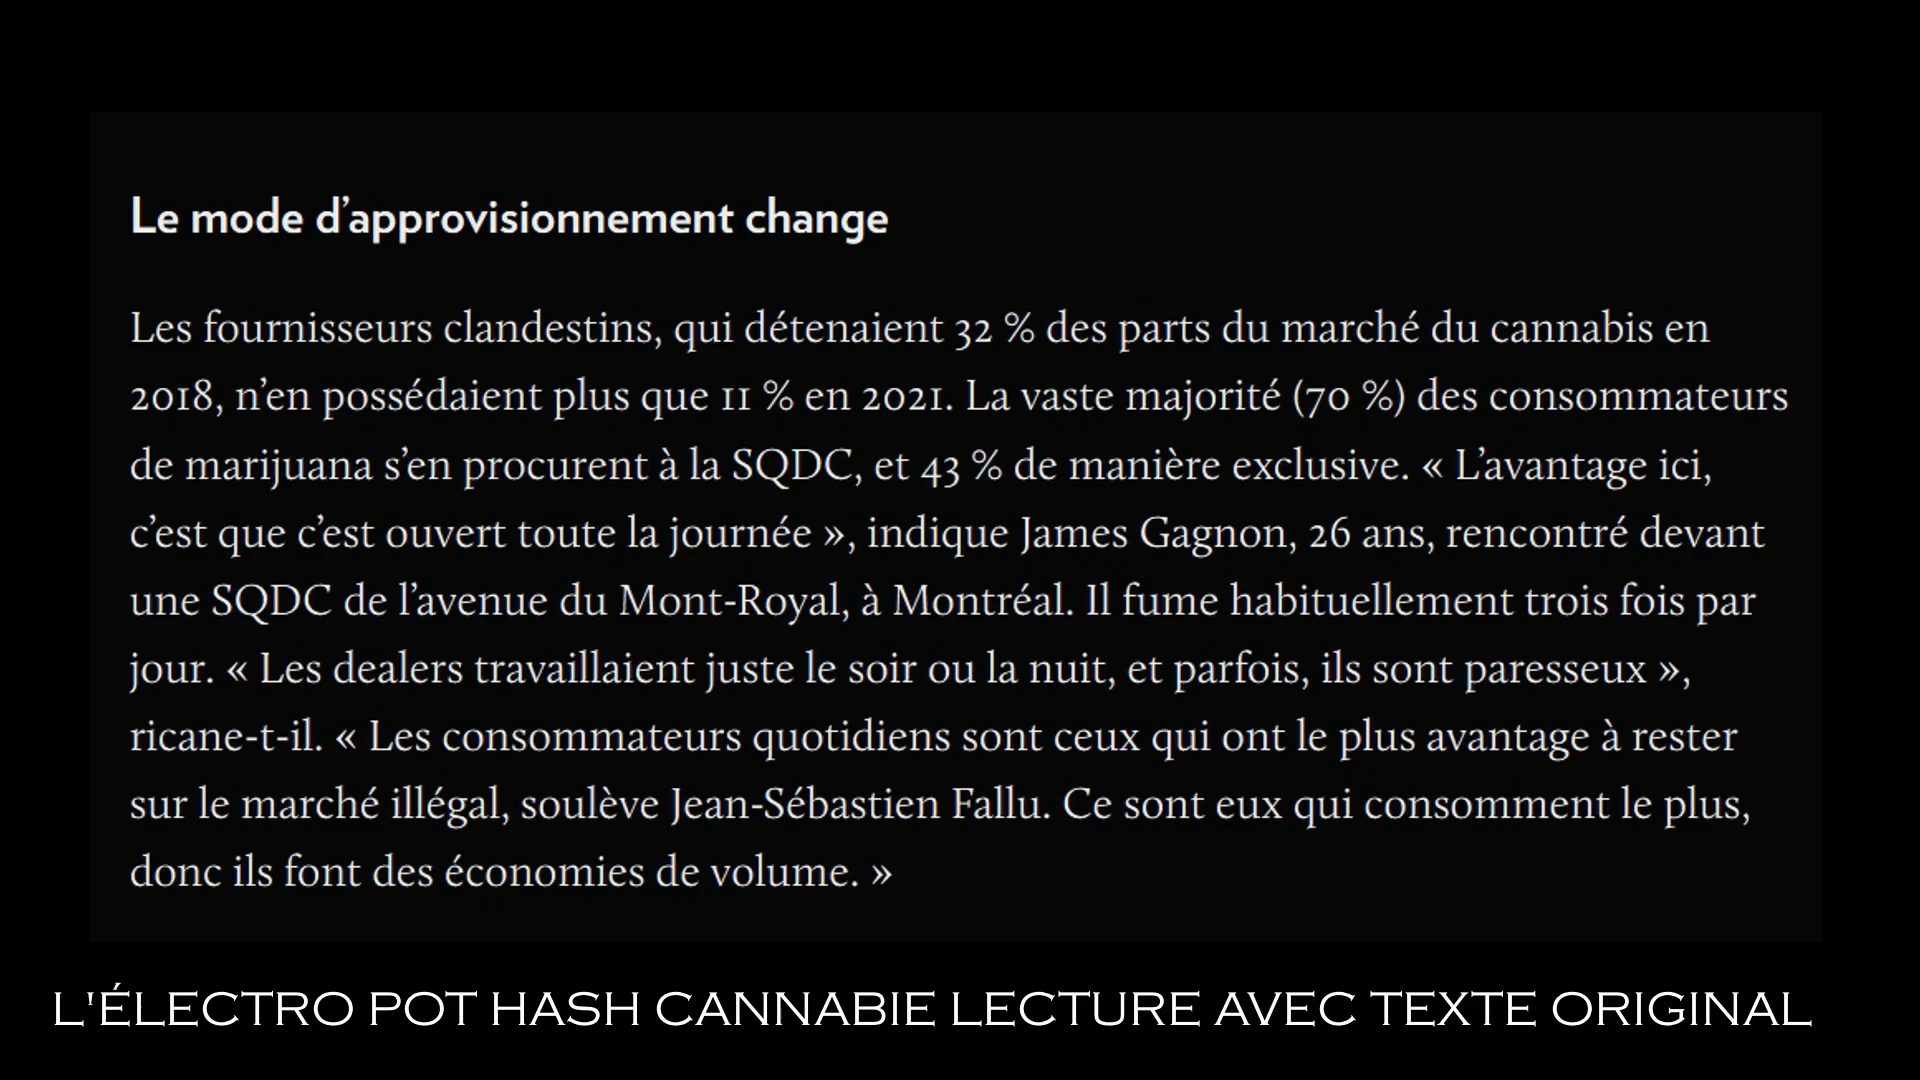 Le mode d’approvisionnement change
Les fournisseurs clandestins, qui détenaient 32 % des parts du marché du cannabis en
2018, n’en possédaient plus que 11 % en 2021. La vaste majorité (70 %) des consommateurs
de marijuana s’en procurent à la SQDC, et 43 % de manière exclusive. « L’avantage ici,
c’est que c’est ouvert toute la journée », indique James Gagnon, 26 ans, rencontré devant
une SQDC de l’avenue du Mont-Royal, à Montréal. Il fume habituellement trois fois par
jour. « Les dealers travaillaient juste le soir ou la nuit, et parfois, ils sont paresseux »,
ricane-t-il. « Les consommateurs quotidiens sont ceux qui ont le plus avantage à rester
sur le marché illégal, soulève Jean-Sébastien Fallu. Ce sont eux qui consomment le plus,
donc ils font des économies de volume. »
L'ÉLECTRO POT HASH CANNABIE LECTURE AVEC TEXTE ORIGINAL